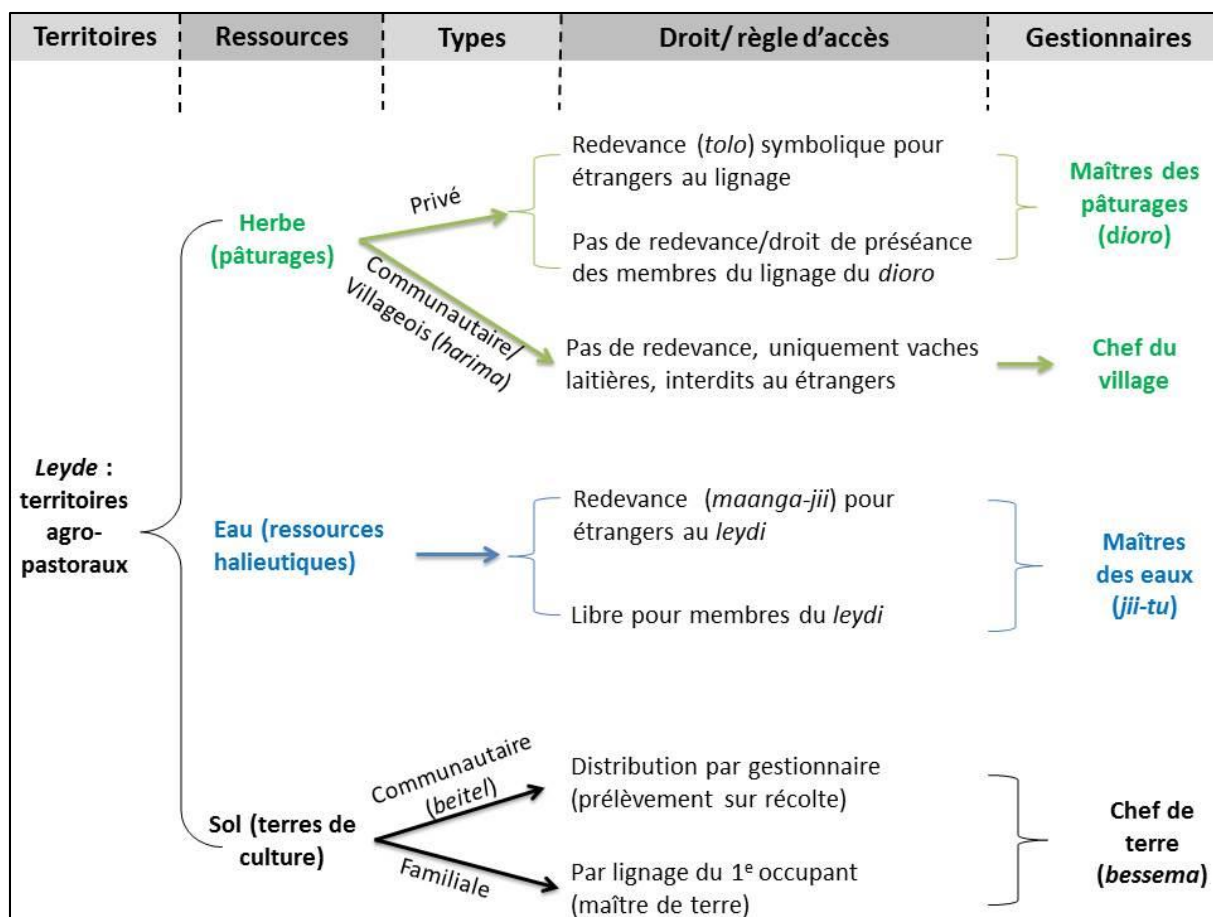 Territoires
Ressources
Types
Droit/ règle d'accès
Gestionnaires
Leyde :
territoires
agro-
pastoraux
Herbe
(pâturages)
Privé
Redevance (tolo) symbolique pour
étrangers au lignage
Pas de redevance/droit de préséance
des membres du lignage du dioro
Maîtres des
pâturages
(dioro)
Communautaire/
Villageois (harima)
Pas de redevance, uniquement vaches
laitières, interdits au étrangers
Chef du
village
Eau (ressources
halieutiques)
Redevance (maanga-jii) pour
étrangers au leydi
Libre pour membres du leydi
Maîtres
des eaux
(jii-tu)
Sol (terres de
culture)
Communautaire
(beitel)
Distribution par gestionnaire
(prélèvement sur récolte)
Familiale
Par lignage du 1e occupant
(maître de terre)
Chef de
terre
(bessema)